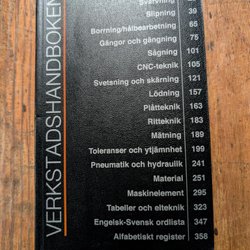 VERKSTADSHANDBOKEN
Svarvning
Slipning 39
Borrning/hålbearbetning 65
Gängor och gängning 75
Sågning 101
CNC-teknik 105
Svetsning och skärning 121
Lödning 157
Plåtteknik 163
Ritteknik 183
Mätning 189
Toleranser och ytjämnhet 199
Pneumatik och hydraulik 241
Material 251
Maskinelement 295
Tabeller och elteknik 323
Engelsk-Svensk ordlista 347
Alfabetiskt register 358